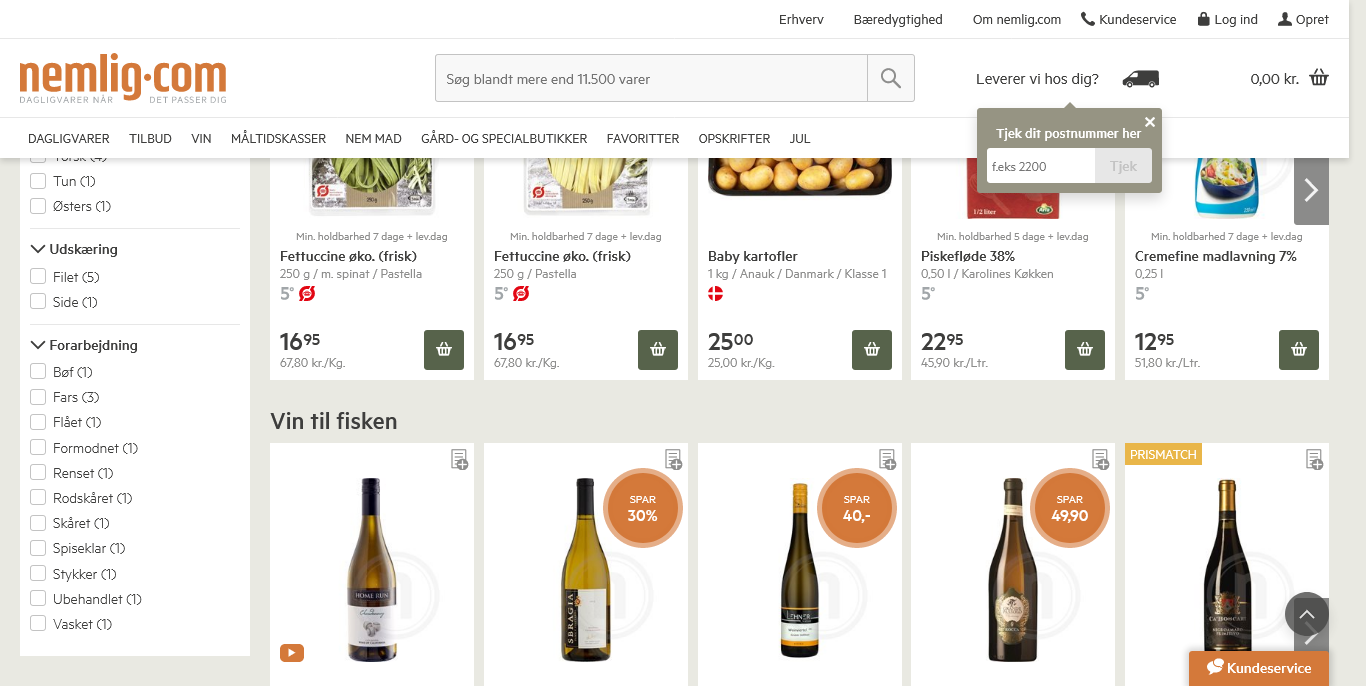 Erhverv Bæredygtighed Om nemlig.com Kundeservice Log ind Opret
nemlig.com
DAGLIGVARER NÅR DET PASSER DIG
Søg blandt mere end 11.500 varer
Leverer vi hos dig?
0,00 kr.
DAGLIGVARER TILBUD VIN MÅLTIDSKASSER NEM MAD GÅRD- OG SPECIALBUTIKKER FAVORITTER OPSKRIFTER JUL
Tjek dit postnummer her
f.eks 2200 Tjek
Torsk (4)
Tun (1)
Østers (1)
Udskæring
Filet (5)
Side (1)
Forarbejdning
Bøf (1)
Fars (3)
Flået (1)
Formodnet (1)
Renset (1)
Rodskåret (1)
Skåret (1)
Spiseklar (1)
Stykker (1)
Ubehandlet (1)
Vasket (1)
Min. holdbarhed 7 dage + lev.dag
Fettuccine øko. (frisk)
250 g / m. spinat / Pastella
5°
16 95
67,80 kr./Kg.
Min. holdbarhed 7 dage + lev.dag
Fettuccine øko. (frisk)
250 g / Pastella
5°
16 95
67,80 kr./Kg.
Baby kartofler
1 kg / Anauk / Danmark / Klasse 1
25 00
25,00 kr./Kg.
1/2 liter
Arla
Min. holdbarhed 5 dage + lev.dag
Piskefløde 38%
0,50 l / Karolines Køkken
5°
22 95
45,90 kr./Ltr.
Min. holdbarhed 7 dage + lev.dag
Cremefine madlavning 7%
0,25 l
5°
12 95
51,80 kr./Ltr.
Vin til fisken
HOME RUN
Chardonnay
SPAR
30%
SBRAGIA
SPAR
40,-
LEHNER
SPAR
49,90
PRISMATCH
Kundeservice